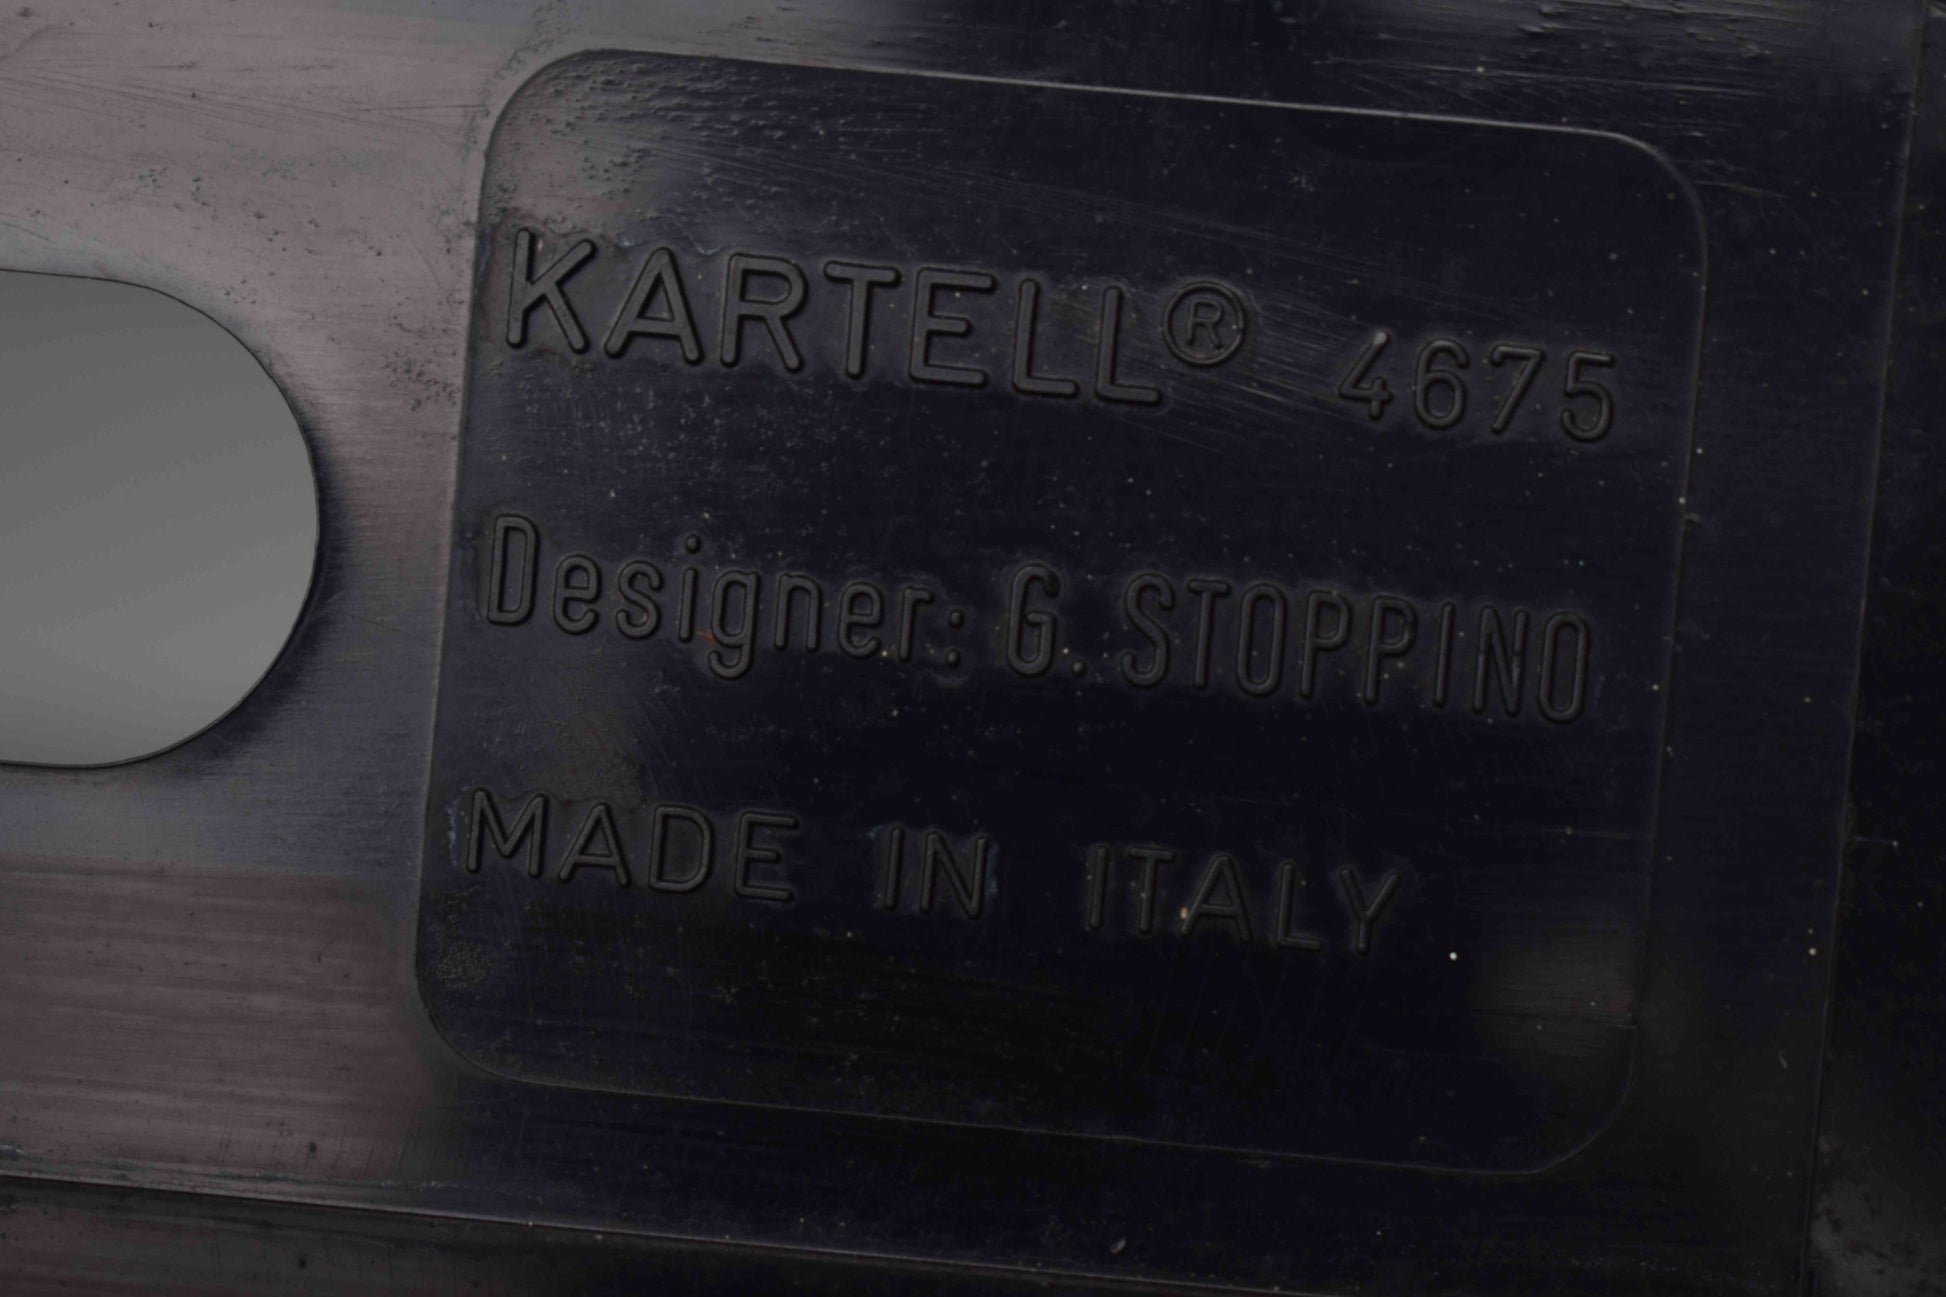 KARTELL® 4675
Designer: G. STOPPINO
MADE IN ITALY